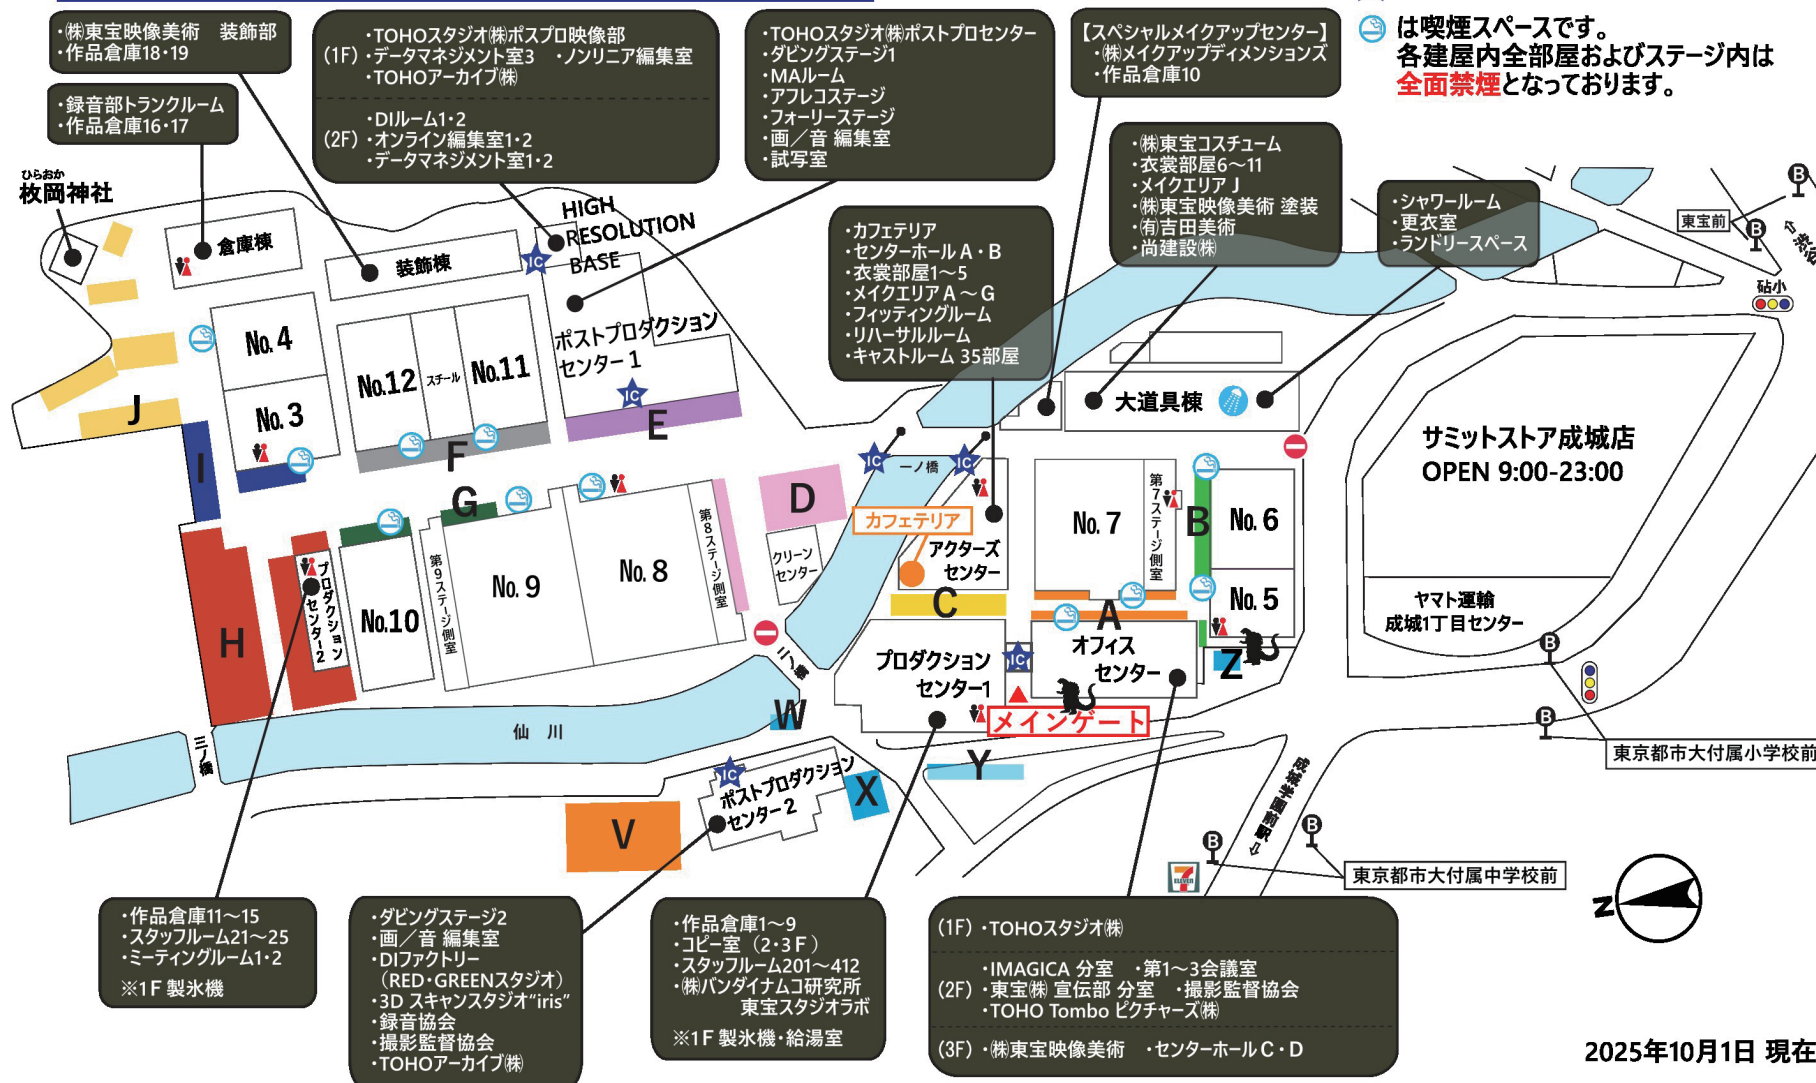 ・㈱東宝映像美術　装飾部
・作品倉庫18・19
・録音部トランクルーム
・作品倉庫16・17
(1F)
・TOHOスタジオ㈱ポスプロ映像部
・データマネジメント室3　・ノンリニア編集室
・TOHOアーカイブ㈱
(2F)
・DIルーム1・2
・オンライン編集室1・2
・データマネジメント室1・2
・TOHOスタジオ㈱ポストプロセンター
・ダビングステージ1
・MAルーム
・アフレコステージ
・フォーリーステージ
・画／音 編集室
・試写室
【スペシャルメイクアップセンター】
・㈱メイクアップディメンションズ
・作品倉庫10
は喫煙スペースです。
各建屋内全部屋およびステージ内は
全面禁煙となっております。
・㈱東宝コスチューム
・衣裳部屋6～11
・メイクエリア J
・㈱東宝映像美術 塗装
・㈲吉田美術
・尚建設㈱
・シャワールーム
・更衣室
・ランドリースペース
・カフェテリア
・センターホール A・B
・衣裳部屋1～5
・メイクエリア A ～ G
・フィッティングルーム
・リハーサルルーム
・キャストルーム 35部屋
ひらおか
枚岡神社
倉庫棟
装飾棟
HIGH
RESOLUTION
BASE
IC
ポストプロダクション
センター 1
IC
No. 4
No. 3
No.12
スチール
No.11
J
I
F
E
G
H
プロダクション
センター2
No.10
第9ステージ側室
No. 9
No. 8
第8ステージ側室
D
クリーン
センター
IC
一ノ橋
IC
カフェテリア
アクターズ
センター
C
No. 7
第7ステージ側室
B
No. 6
No. 5
A
大道具棟
オフィス
センター
Z
プロダクション
センター1
IC
メインゲート
二ノ橋
W
仙　川
三ノ橋
IC
ポストプロダクション
センター 2
X
Y
V
サミットストア成城店
OPEN 9:00-23:00
ヤマト運輸
成城1丁目センター
東宝前
B
B
砧小
B
B
東京都市大付属小学校前
成城学園前駅⇨
B
B
東京都市大付属中学校前
7
ELEVEN
N
・作品倉庫11～15
・スタッフルーム21～25
・ミーティングルーム1・2
※1F 製氷機
・ダビングステージ2
・画／音 編集室
・DIファクトリー
（RED・GREENスタジオ）
・3D スキャンスタジオ“iris”
・録音協会
・撮影監督協会
・TOHOアーカイブ㈱
・作品倉庫1～9
・コピー室 （2・3 F ）
・スタッフルーム201～412
・㈱バンダイナムコ研究所
東宝スタジオラボ
※1F 製氷機・給湯室
(1F) ・TOHOスタジオ㈱
(2F)
・IMAGICA 分室　・第1～3会議室
・東宝㈱ 宣伝部 分室　・撮影監督協会
・TOHO Tombo ピクチャーズ㈱
(3F) ・㈱東宝映像美術　・センターホール C・D
2025年10月1日 現在